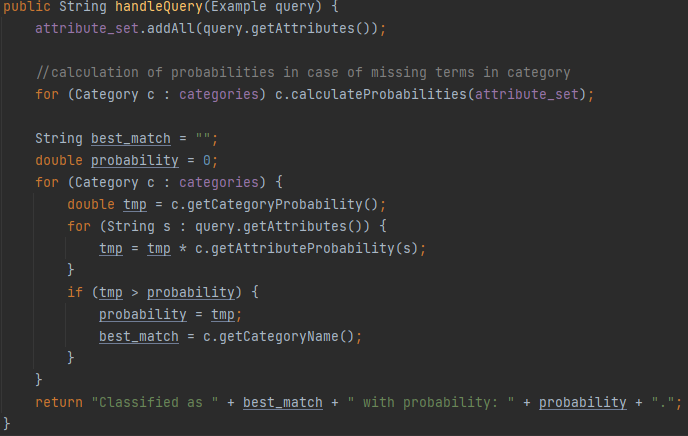 public String handleQuery(Example query) {
    attribute_set.addAll(query.getAttributes());

    //calculation of probabilities in case of missing terms in category
    for (Category c : categories) c.calculateProbabilities(attribute_set);

    String best_match = "";
    double probability = 0;
    for (Category c : categories) {
        double tmp = c.getCategoryProbability();
        for (String s : query.getAttributes()) {
            tmp = tmp * c.getAttributeProbability(s);
        }
        if (tmp > probability) {
            probability = tmp;
            best_match = c.getCategoryName();
        }
    }
    return "Classified as " + best_match + " with probability: " + probability + ".";
}